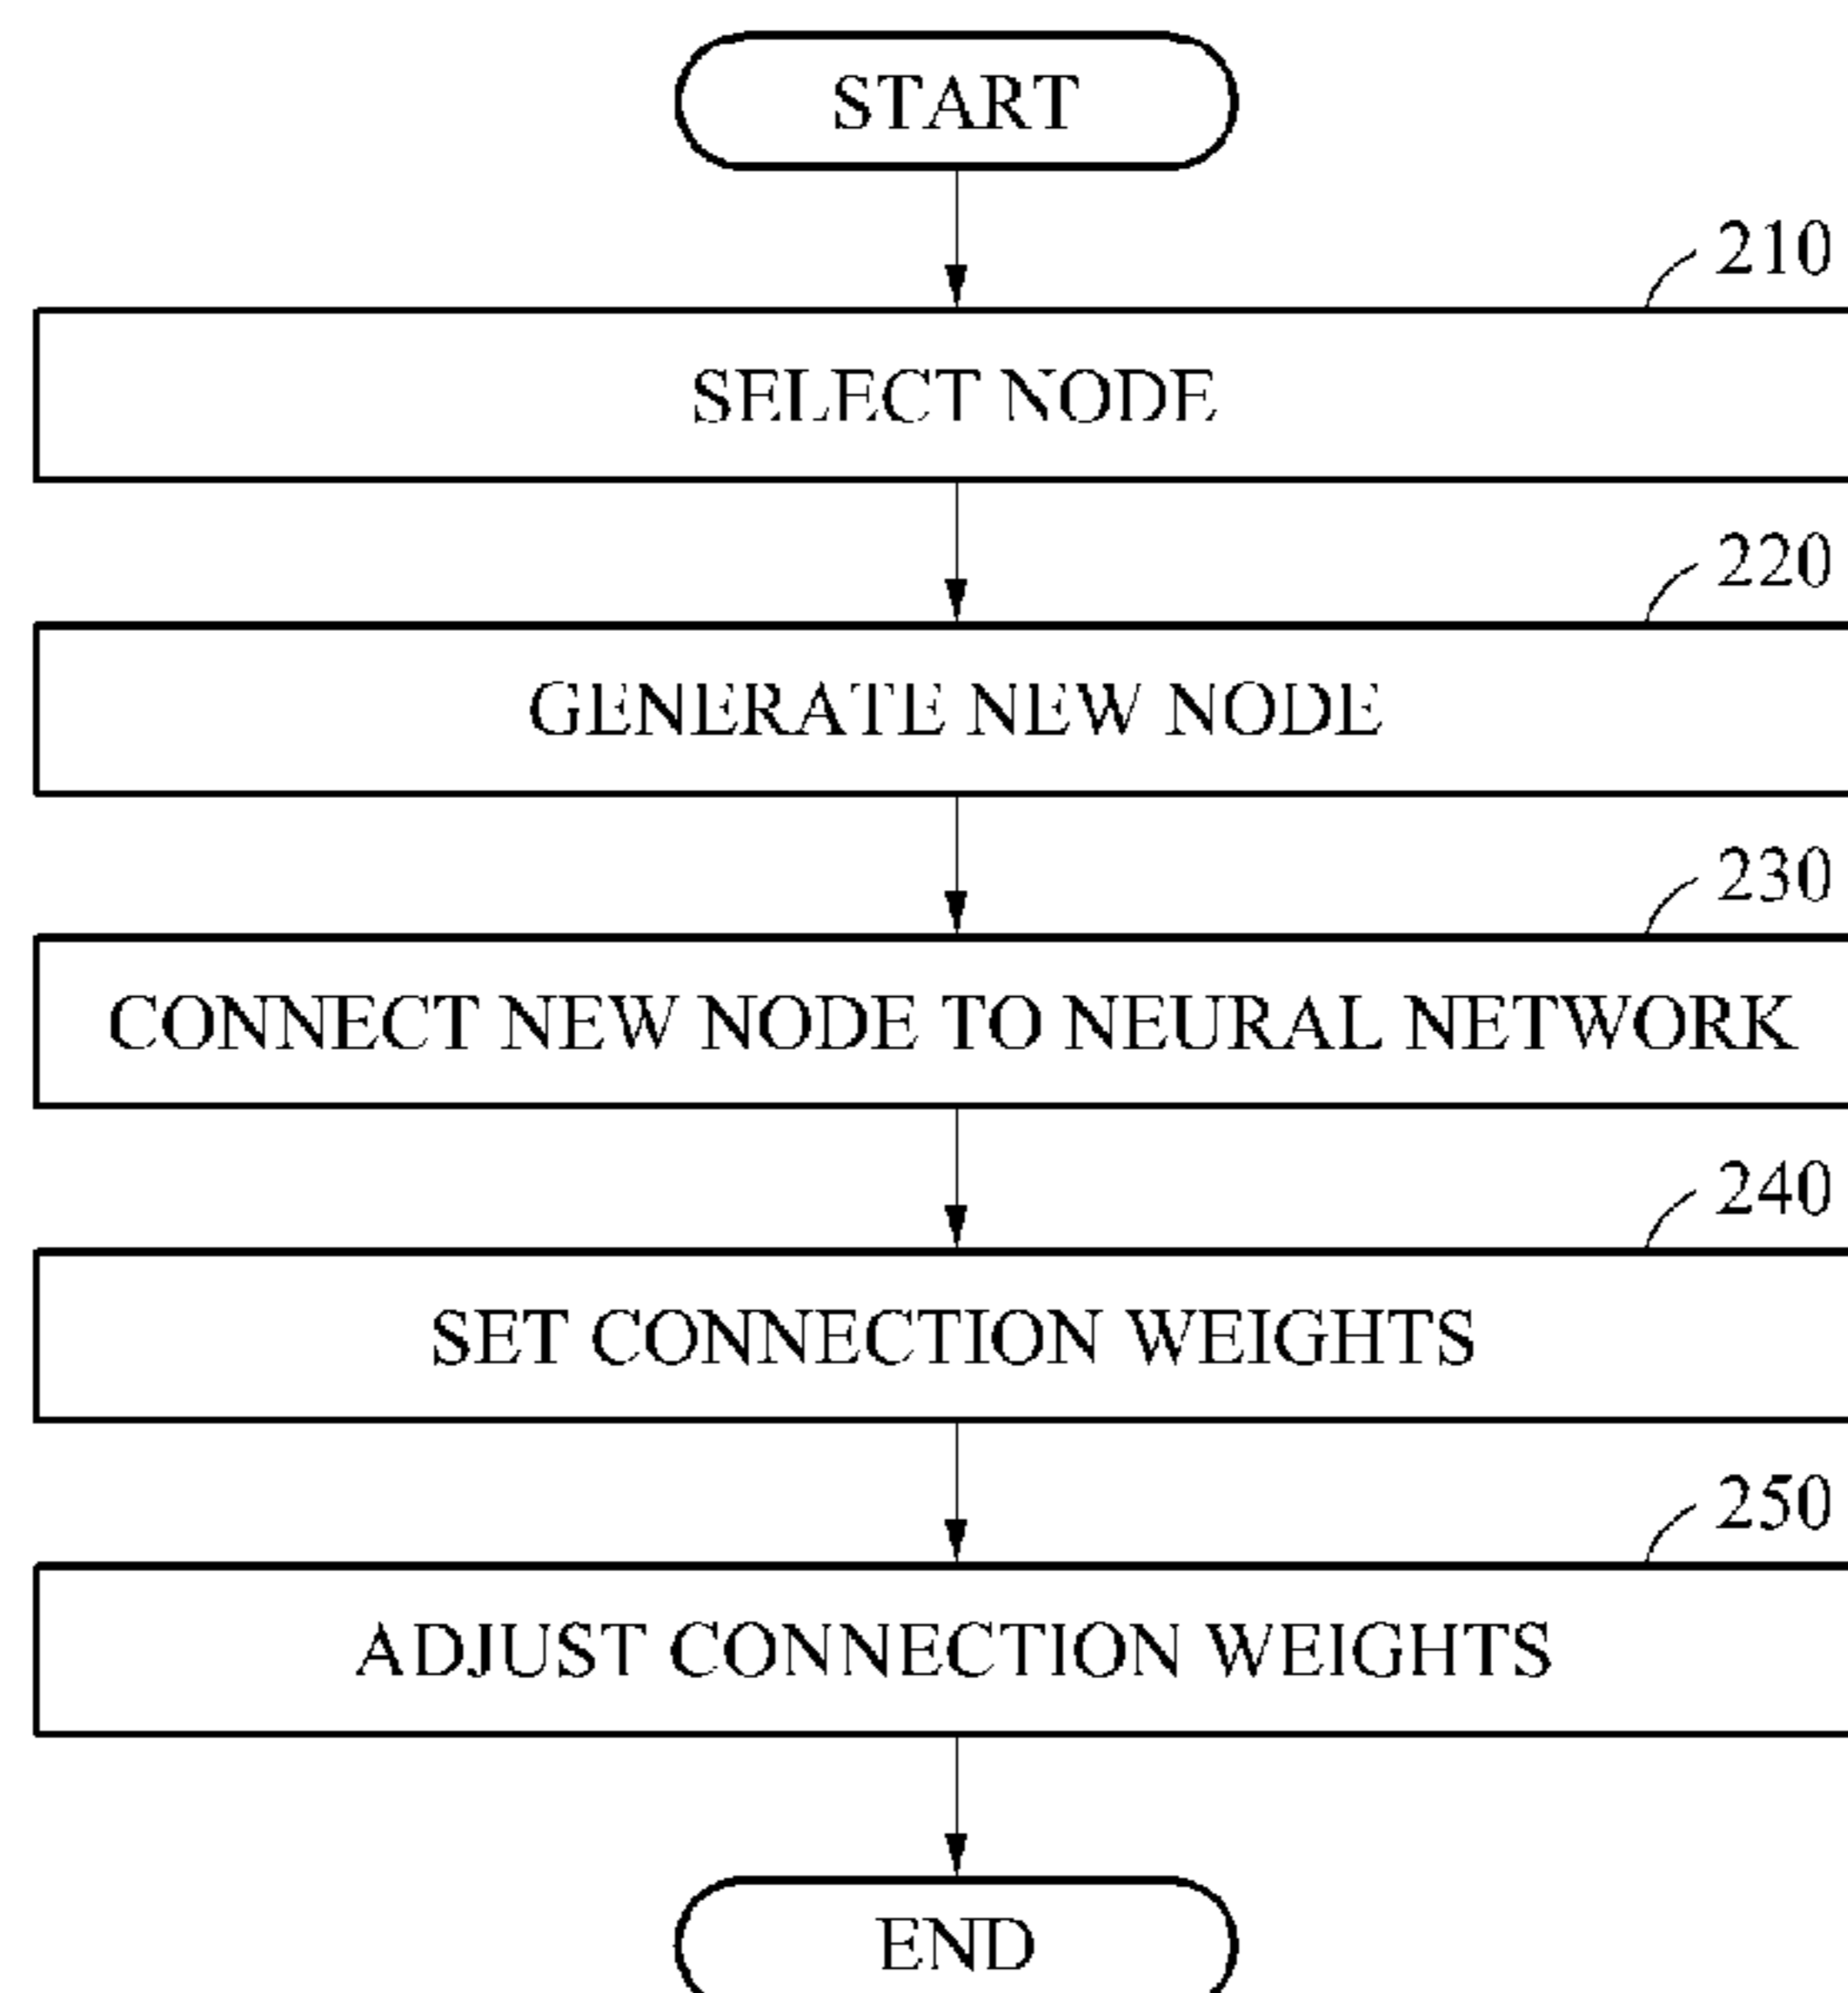 START
210
SELECT NODE
220
GENERATE NEW NODE
230
CONNECT NEW NODE TO NEURAL NETWORK
240
SET CONNECTION WEIGHTS
250
ADJUST CONNECTION WEIGHTS
END